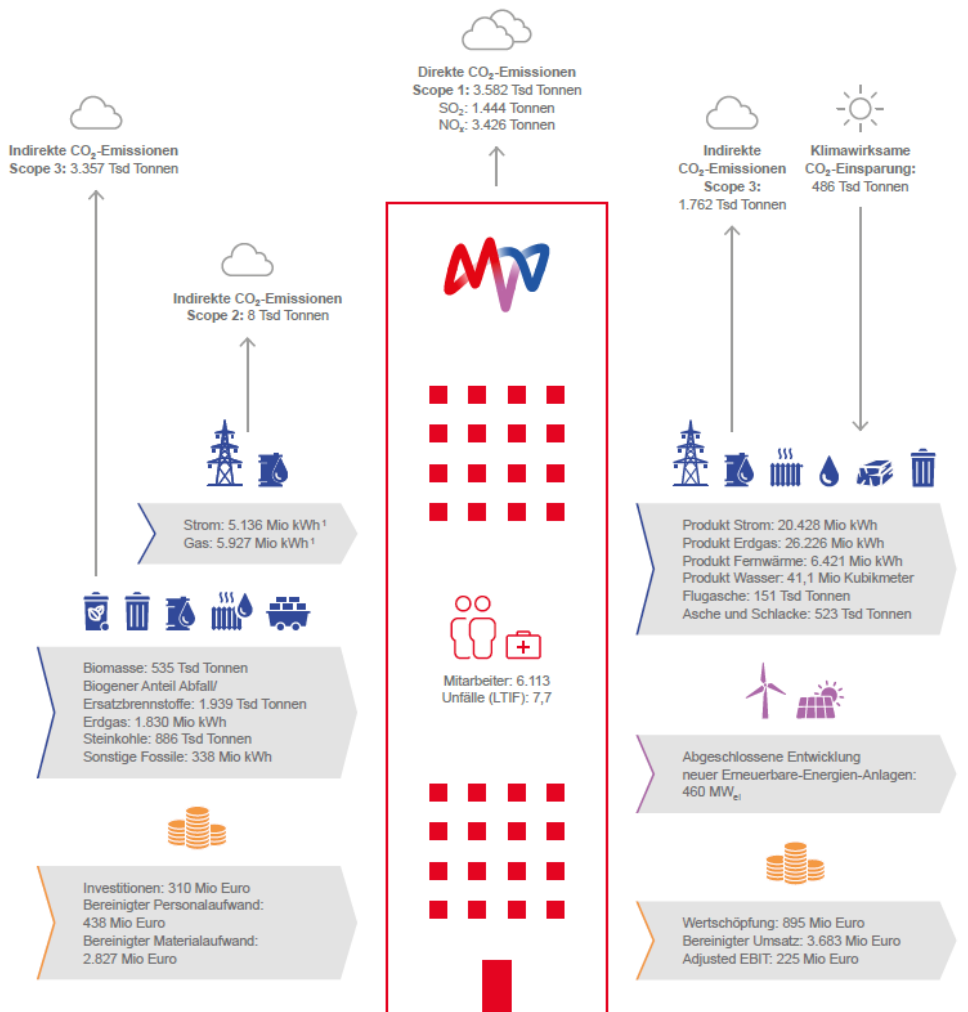 Direkte CO₂-Emissionen
Scope 1: 3.582 Tsd Tonnen
SO₂: 1.444 Tonnen
NOₓ: 3.426 Tonnen
Indirekte CO₂-Emissionen
Scope 3: 3.357 Tsd Tonnen
Indirekte
CO₂-Emissionen
Scope 3:
1.762 Tsd Tonnen
Klimawirksame
CO₂-Einsparung:
486 Tsd Tonnen
Indirekte CO₂-Emissionen
Scope 2: 8 Tsd Tonnen
MVV
Strom: 5.136 Mio kWh¹
Gas: 5.927 Mio kWh¹
Produkt Strom: 20.428 Mio kWh
Produkt Erdgas: 26.226 Mio kWh
Produkt Fernwärme: 6.421 Mio kWh
Produkt Wasser: 41,1 Mio Kubikmeter
Flugasche: 151 Tsd Tonnen
Asche und Schlacke: 523 Tsd Tonnen
Biomasse: 535 Tsd Tonnen
Biogener Anteil Abfall/
Ersatzbrennstoffe: 1.939 Tsd Tonnen
Erdgas: 1.830 Mio kWh
Steinkohle: 886 Tsd Tonnen
Sonstige Fossile: 338 Mio kWh
Mitarbeiter: 6.113
Unfälle (LTIF): 7,7
Abgeschlossene Entwicklung
neuer Erneuerbare-Energien-Anlagen:
460 MWₑₗ
Investitionen: 310 Mio Euro
Bereinigter Personalaufwand:
438 Mio Euro
Bereinigter Materialaufwand:
2.827 Mio Euro
Wertschöpfung: 895 Mio Euro
Bereinigter Umsatz: 3.683 Mio Euro
Adjusted EBIT: 225 Mio Euro